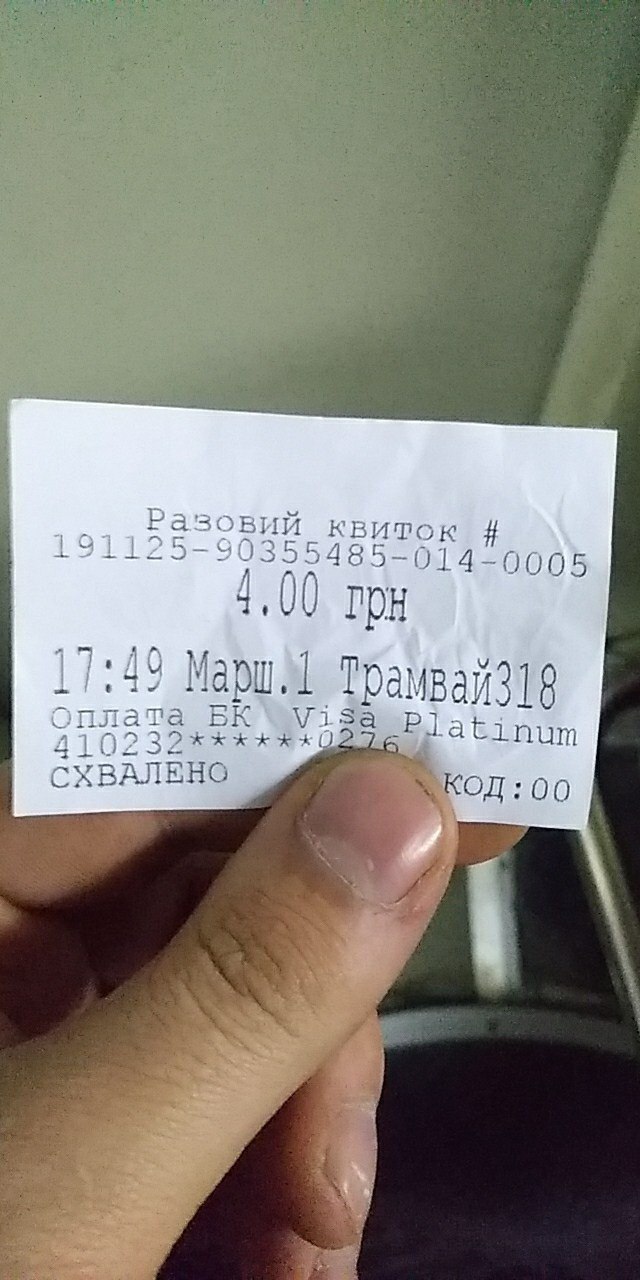 Разовий квиток #
191125-90355485-014-0005
4.00 грн
17:49 Марш.1 Трамвай318
Оплата БК Visa Platinum
410232******0276
СХВАЛЕНО КОД:00